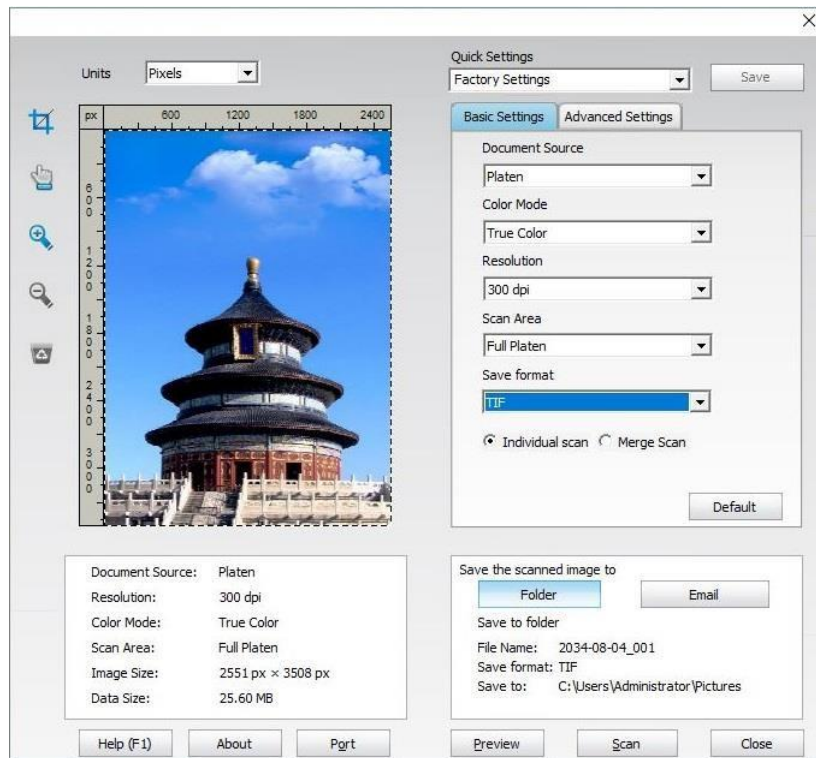 Units Pixels
Quick Settings
Factory Settings
Save
px 600 1200 1800 2400
600
1200
1800
2400
3000
Basic Settings Advanced Settings
Document Source
Platen
Color Mode
True Color
Resolution
300 dpi
Scan Area
Full Platen
Save format
TIF
Individual scan Merge Scan
Default
Document Source: Platen
Resolution: 300 dpi
Color Mode: True Color
Scan Area: Full Platen
Image Size: 2551 px × 3508 px
Data Size: 25.60 MB
Save the scanned image to
Folder Email
Save to folder
File Name: 2034-08-04_001
Save format: TIF
Save to: C:\Users\Administrator\Pictures
Help (F1) About Port
Preview Scan Close